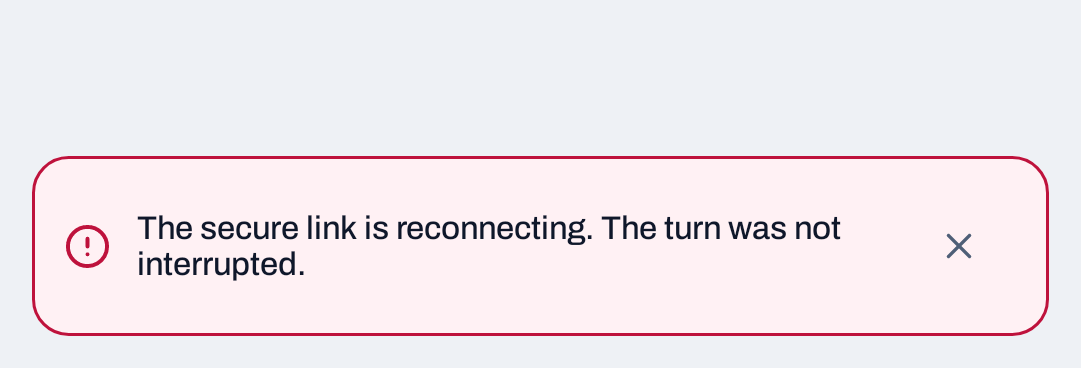 The secure link is reconnecting. The turn was not
interrupted.